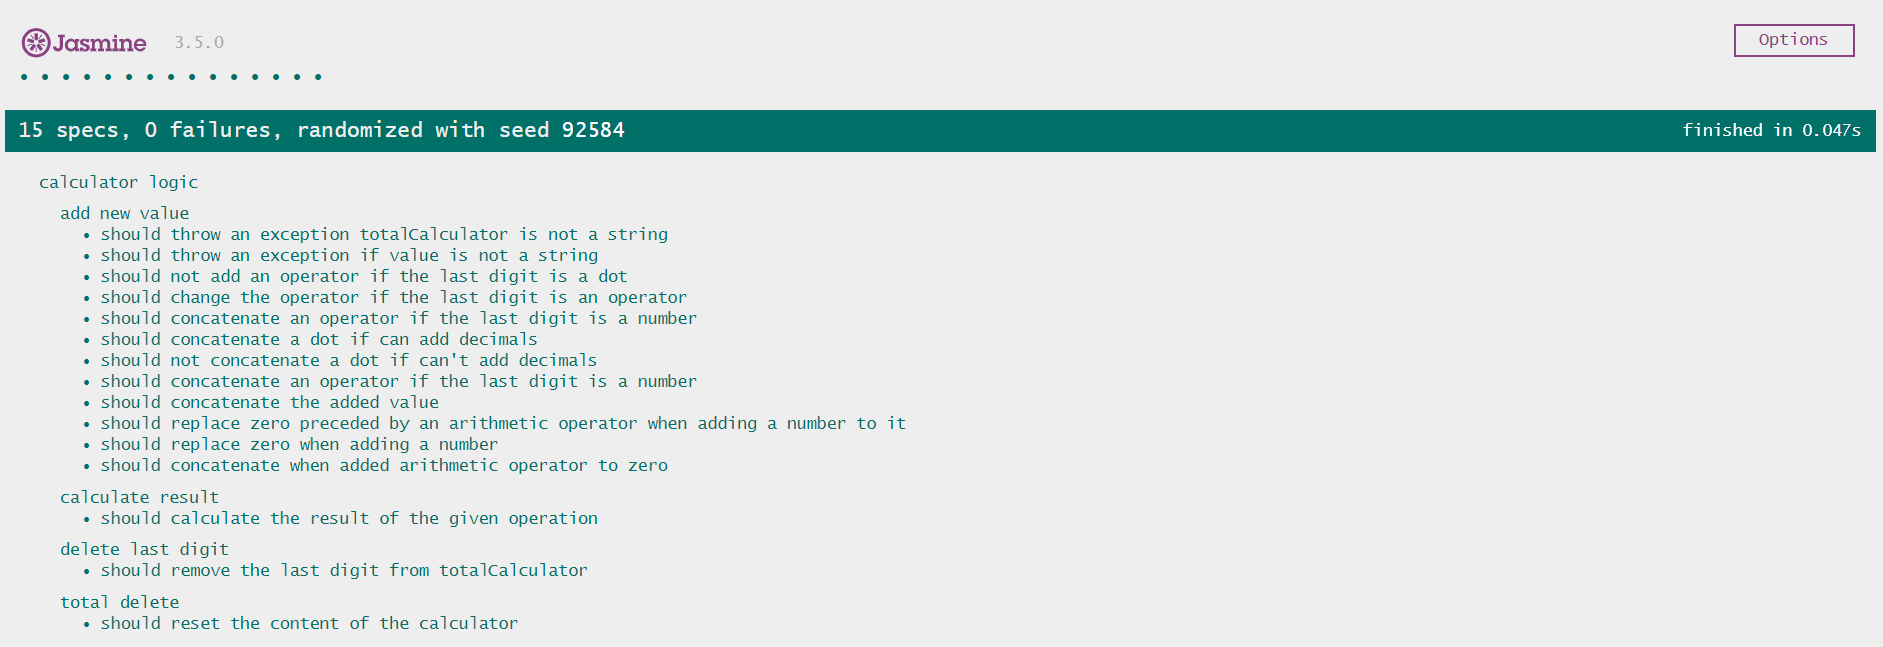 Jasmine 3.5.0 Options
15 specs, 0 failures, randomized with seed 92584 finished in 0.047s
calculator logic
add new value
• should throw an exception totalCalculator is not a string
• should throw an exception if value is not a string
• should not add an operator if the last digit is a dot
• should change the operator if the last digit is an operator
• should concatenate an operator if the last digit is a number
• should concatenate a dot if can add decimals
• should not concatenate a dot if can't add decimals
• should concatenate an operator if the last digit is a number
• should concatenate the added value
• should replace zero preceded by an arithmetic operator when adding a number to it
• should replace zero when adding a number
• should concatenate when added arithmetic operator to zero
calculate result
• should calculate the result of the given operation
delete last digit
• should remove the last digit from totalCalculator
total delete
• should reset the content of the calculator